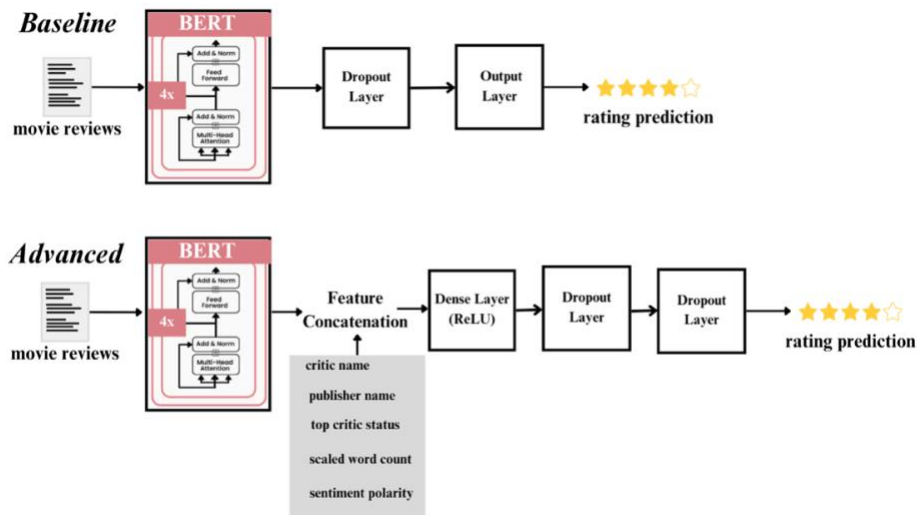 Baseline
movie reviews
BERT
4x
Add & Norm
Feed
Forward
Add & Norm
Multi-Head
Attention
Dropout
Layer
Output
Layer
rating prediction
Advanced
movie reviews
BERT
4x
Add & Norm
Feed
Forward
Add & Norm
Multi-Head
Attention
Feature
Concatenation
critic name
publisher name
top critic status
scaled word count
sentiment polarity
Dense Layer
(ReLU)
Dropout
Layer
Dropout
Layer
rating prediction